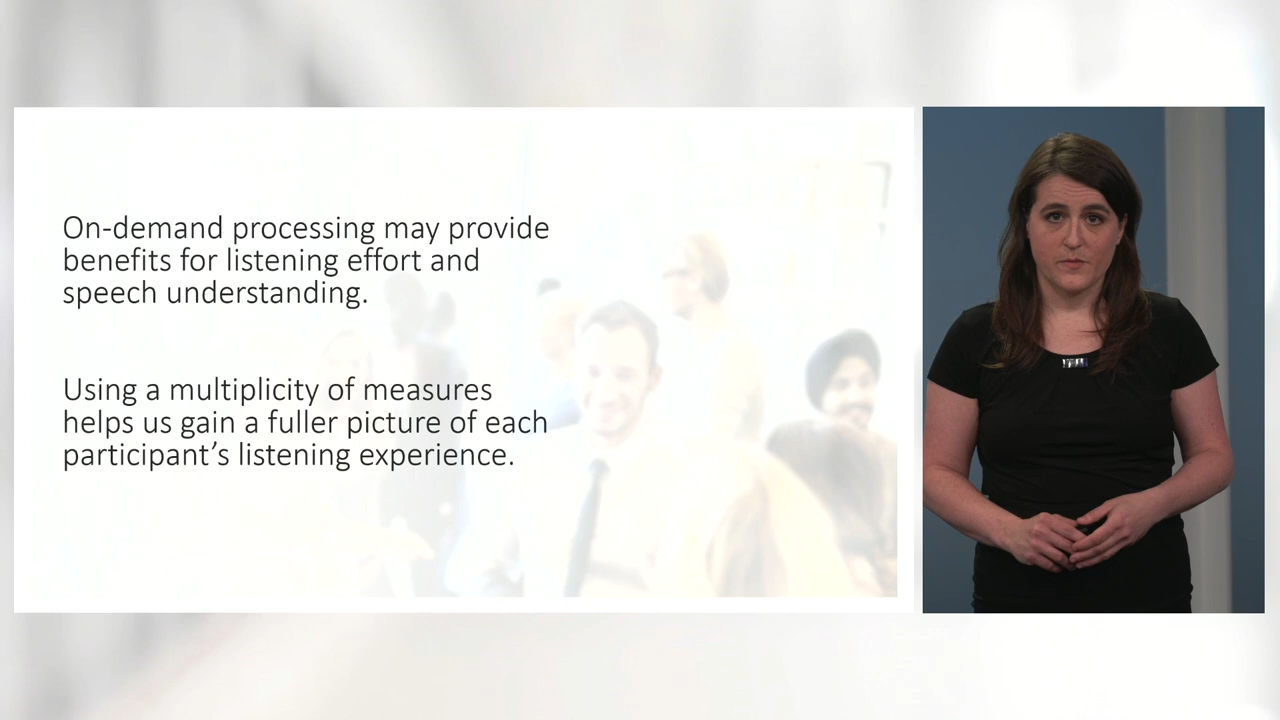 On-demand processing may provide
benefits for listening effort and
speech understanding.
Using a multiplicity of measures
helps us gain a fuller picture of each
participant’s listening experience.